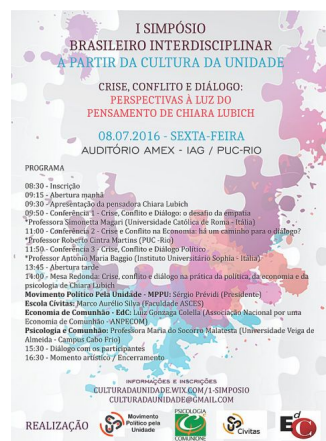 I SIMPÓSIO
BRASILEIRO INTERDISCIPLINAR
A PARTIR DA CULTURA DA UNIDADE
CRISE, CONFLITO E DIÁLOGO:
PERSPECTIVAS À LUZ DO
PENSAMENTO DE CHIARA LUBICH
08.07.2016 - SEXTA-FEIRA
AUDITÓRIO AMEX - IAG / PUC-RIO
PROGRAMA
08:30 - Inscrição
09:15 - Abertura manhã
09:30 - Apresentação da pensadora Chiara Lubich
09:50 - Conferência 1 - Crise, Conflito e Diálogo: o desafio da empatia
*Professora Simonetta Magari (Universidade Católica de Roma - Itália)
11:00 - Conferência 2 - Crise e Conflito na Economia: há um caminho para o diálogo?
*Professor Roberto Cintra Martins (PUC -Rio)
11:50 - Conferência 3 - Conflito e Diálogo Político
*Professor Antônio Maria Baggio (Instituto Universitário Sophia - Itália)
13:45 - Abertura tarde
14:00 - Mesa Redonda: Crise, conflito e diálogo na prática da política, da economia e da
psicologia de Chiara Lubich
Movimento Político Pela Unidade - MPPU: Sérgio Prévidi (Presidente)
Escola Civitas: Marco Aurélio Silva (Faculdade ASCES)
Economia de Comunhão - EdC: Luiz Gonzaga Colella (Associação Nacional por uma
Economia de Comunhão - ANPECOM)
Psicologia e Comunhão: Professora Maria do Socorro Malatesta (Universidade Veiga de
Almeida - Campus Cabo Frio)
15:30 - Diálogo com os participantes
16:30 - Momento artístico / Encerramento
INFORMAÇÕES E INSCRIÇÕES
CULTURADAUNIDADE.WIX.COM/1-SIMPOSIO
CULTURADAUNIDADE@GMAIL.COM
REALIZAÇÃO
Movimento
Político pela
Unidade
PSICOLOGIA
COMUNIONE
Civitas
EdC